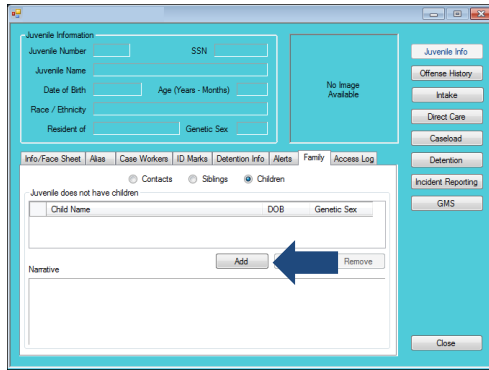 Juvenile Information
Juvenile Number SSN
Juvenile Name
Date of Birth Age (Years - Months)
Race / Ethnicity
Resident of Genetic Sex
No Image
Available
Juvenile Info
Offense History
Intake
Direct Care
Caseload
Detention
Incident Reporting
GMS
Info/Face Sheet Alias Case Workers ID Marks Detention Info Alerts Family Access Log
Contacts Siblings Children
Juvenile does not have children
Child Name DOB Genetic Sex
Add Remove
Narrative
Close